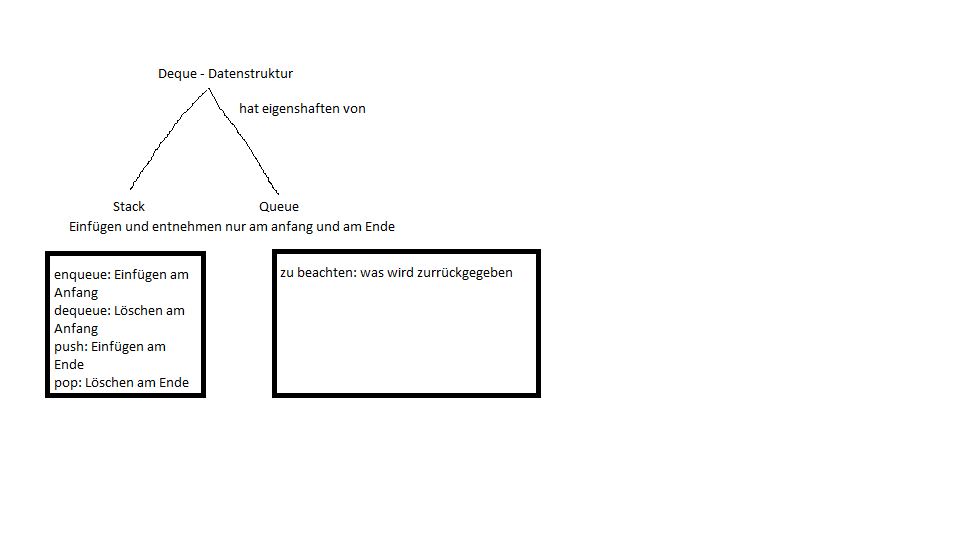 Deque - Datenstruktur
hat eigenshaften von
Stack
Queue
Einfügen und entnehmen nur am anfang und am Ende
enqueue: Einfügen am
Anfang
dequeue: Löschen am
Anfang
push: Einfügen am
Ende
pop: Löschen am Ende
zu beachten: was wird zurrückgegeben